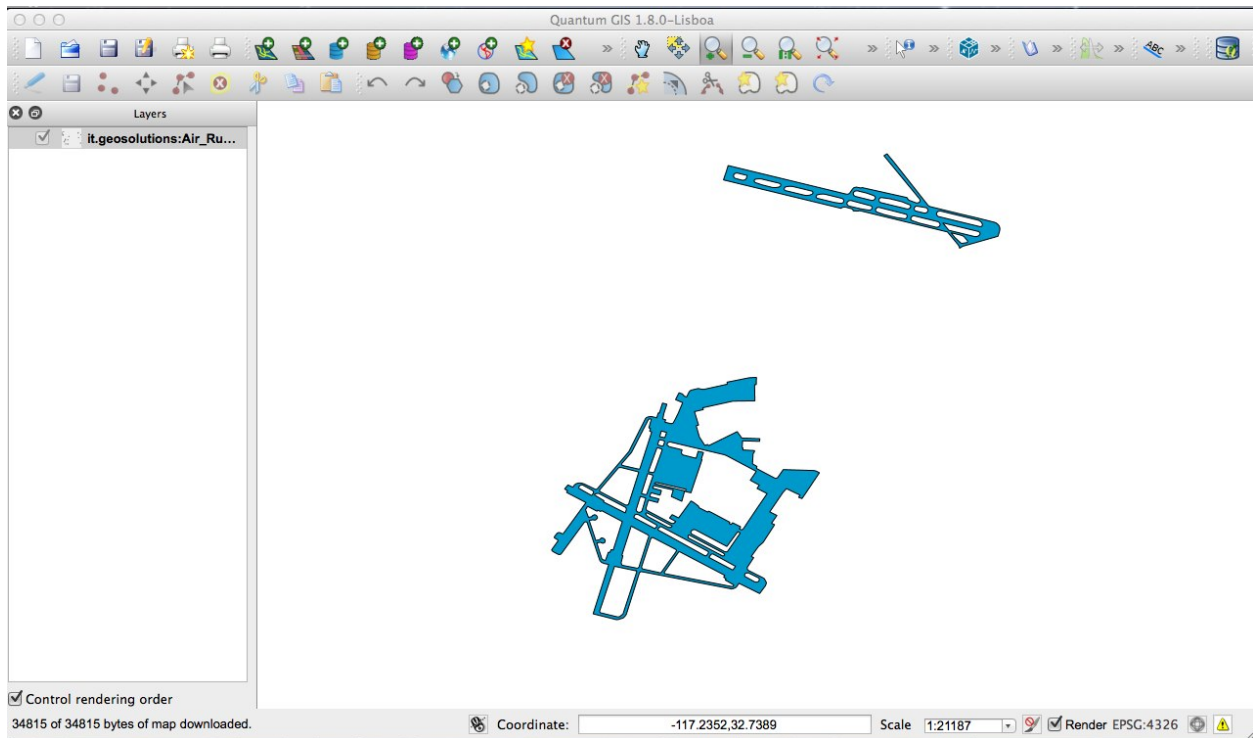 Quantum GIS 1.8.0-Lisboa
» » » » » ABC »
Layers
it.geosolutions:Air_Ru...
Control rendering order
34815 of 34815 bytes of map downloaded.
Coordinate: -117.2352,32.7389 Scale 1:21187 Render EPSG:4326